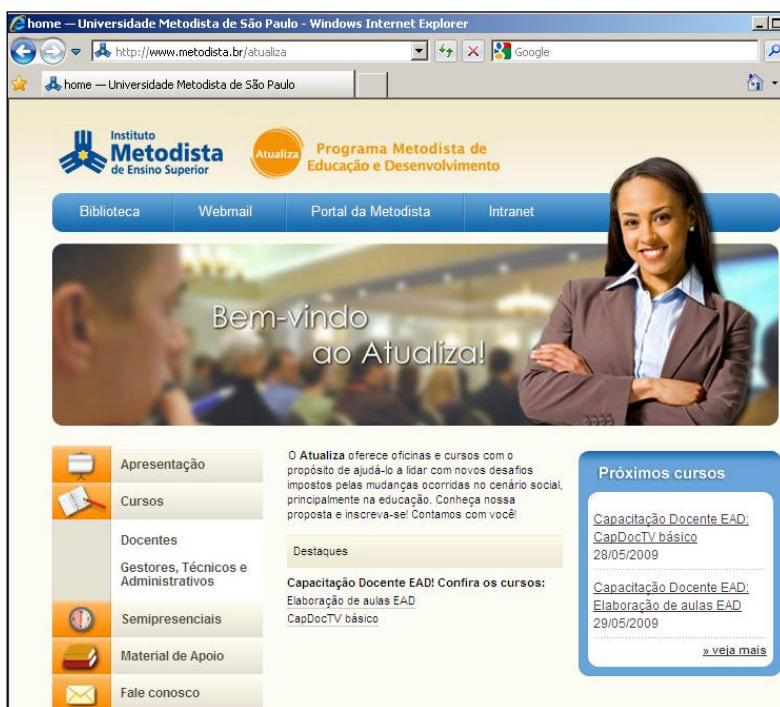 home — Universidade Metodista de São Paulo - Windows Internet Explorer
http://www.metodista.br/atualiza
Google
home — Universidade Metodista de São Paulo
Instituto
Metodista
de Ensino Superior
Atualiza
Programa Metodista de
Educação e Desenvolvimento
Biblioteca Webmail Portal da Metodista Intranet
Bem-vindo
ao Atualiza!
Apresentação
Cursos
Docentes
Gestores, Técnicos e
Administrativos
Semipresenciais
Material de Apoio
Fale conosco
O Atualiza oferece oficinas e cursos com o
propósito de ajudá-lo a lidar com novos desafios
impostos pelas mudanças ocorridas no cenário social,
principalmente na educação. Conheça nossa
proposta e inscreva-se! Contamos com você!
Destaques
Capacitação Docente EAD! Confira os cursos:
Elaboração de aulas EAD
CapDocTV básico
Próximos cursos
Capacitação Docente EAD:
CapDocTV básico
28/05/2009
Capacitação Docente EAD:
Elaboração de aulas EAD
29/05/2009
» veja mais